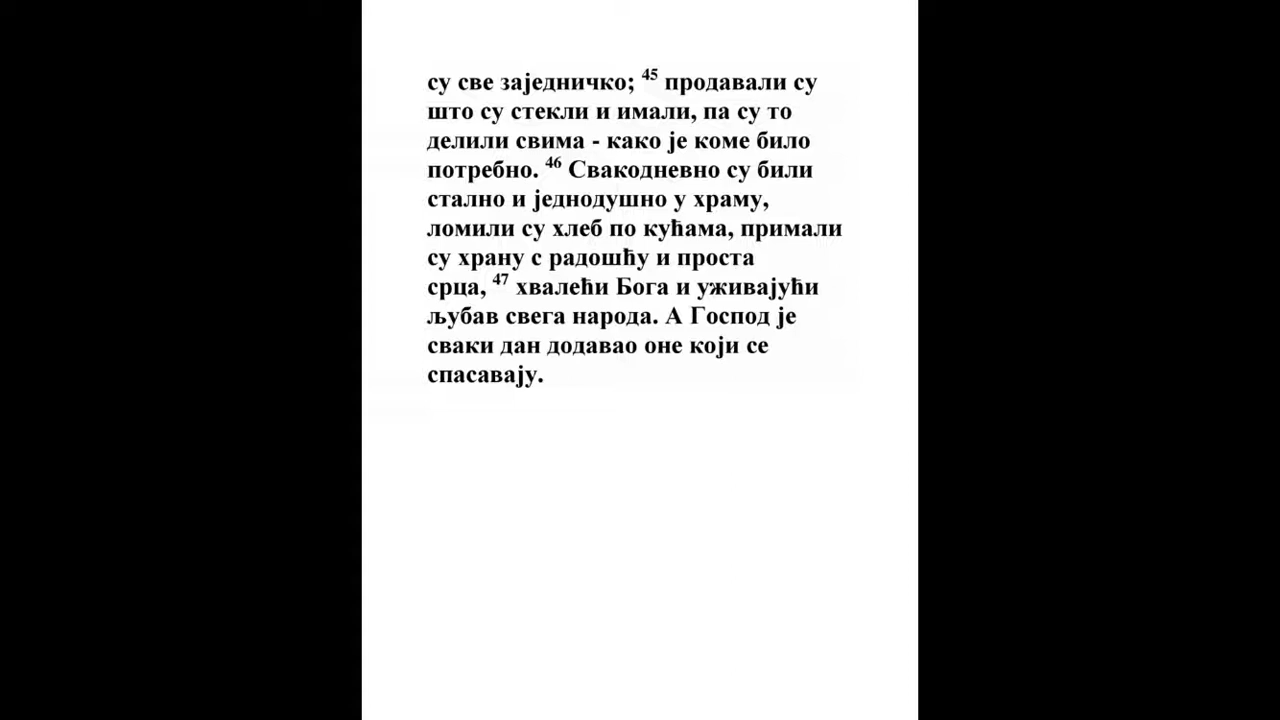 су све заједничко; 45 продавали су
што су стекли и имали, па су то
делили свима - како је коме било
потребно. 46 Свакодневно су били
стално и једнодушно у храму,
ломили су хлеб по кућама, примали
су храну с радошћу и проста
срца, 47 хвалећи Бога и уживајући
љубав свега народа. А Господ је
сваки дан додавао оне који се
спасавају.